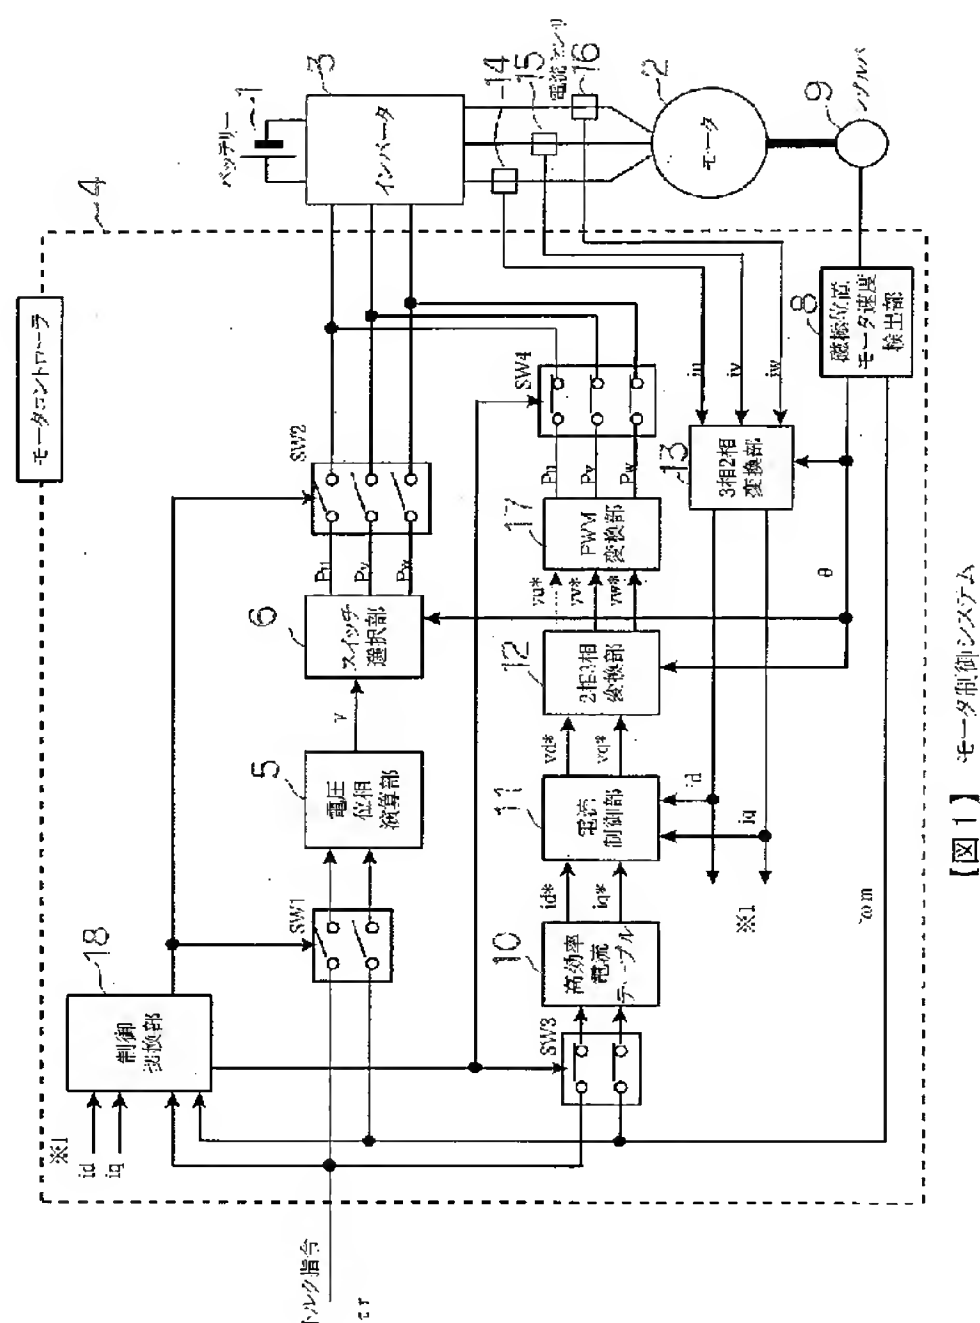 【図1】 モータ制御システム
モータコントローラ
4
バッテリー
1
インバータ
3
14
15
電流センサ
16
モータ
2
9
8
磁極位置
モータ速度
検出部
※1
id
iq
制御
切換部
18
トルク指令
SW1
電圧
位相
演算部
5
γ
スイッチ
選択部
6
Pu
Pv
Pw
SW2
SW3
高効率
電流
テーブル
10
id*
iq*
電流
制御部
11
vd*
vq*
2相3相
変換部
12
vu*
vv*
vw*
PWM
変換部
17
Pu
Pv
Pw
SW4
iu
iv
iw
3相2相
変換部
13
id
iq
※1
θ